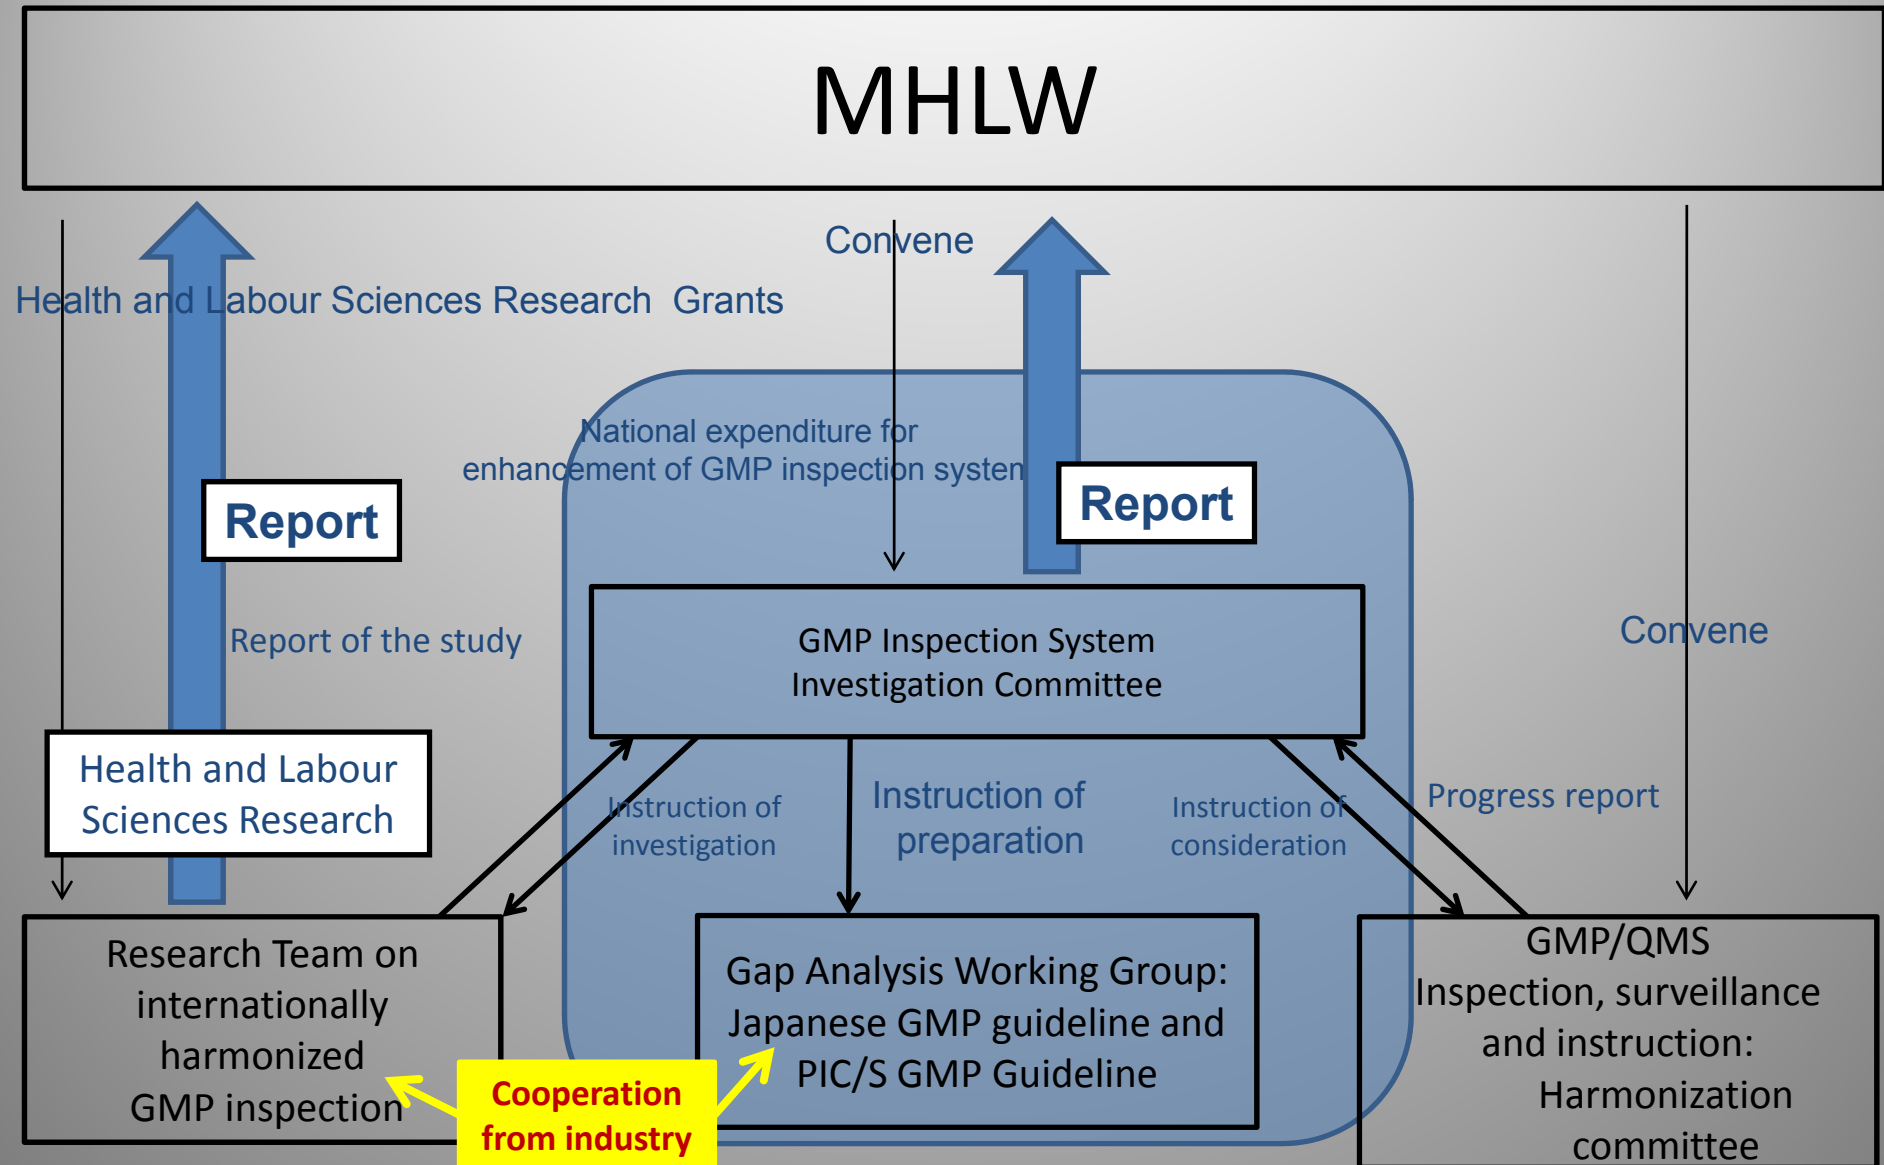 MHLW
Convene
Health and Labour Sciences Research Grants
National expenditure for
enhancement of GMP inspection system
Report
Report
Report of the study
GMP Inspection System
Investigation Committee
Convene
Health and Labour
Sciences Research
Instruction of
investigation
Instruction of
preparation
Instruction of
consideration
Progress report
Research Team on
internationally
harmonized
GMP inspection
Gap Analysis Working Group:
Japanese GMP guideline and
PIC/S GMP Guideline
GMP/QMS
Inspection, surveillance
and instruction:
Harmonization
committee
Cooperation
from industry